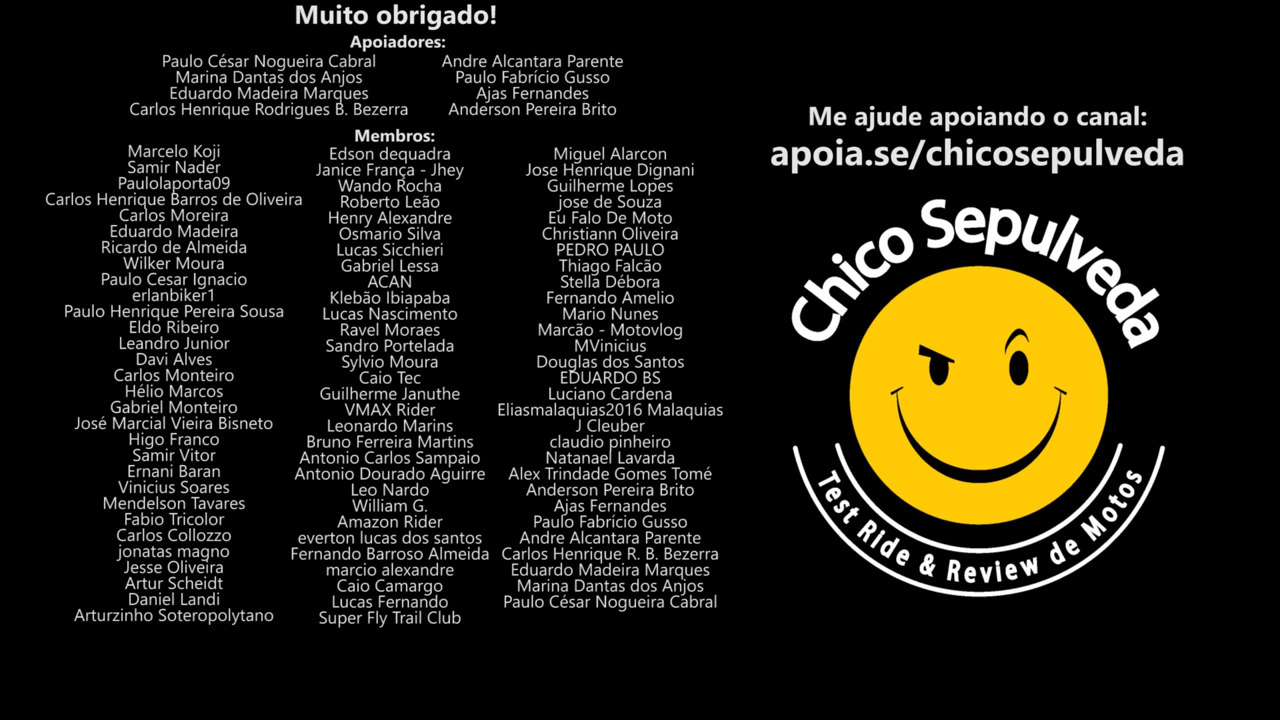 Muito obrigado!
Apoiadores:
Paulo César Nogueira Cabral
Marina Dantas dos Anjos
Eduardo Madeira Marques
Carlos Henrique Rodrigues B. Bezerra
Andre Alcantara Parente
Paulo Fabrício Gusso
Ajas Fernandes
Anderson Pereira Brito
Membros:
Marcelo Koji
Samir Nader
Paulolaporta09
Carlos Henrique Barros de Oliveira
Carlos Moreira
Eduardo Madeira
Ricardo de Almeida
Wilker Moura
Paulo Cesar Ignacio
erlanbiker1
Paulo Henrique Pereira Sousa
Eldo Ribeiro
Leandro Junior
Davi Alves
Carlos Monteiro
Hélio Marcos
Gabriel Monteiro
José Marcial Vieira Bisneto
Higo Franco
Samir Vitor
Ernani Baran
Vinicius Soares
Mendelson Tavares
Fabio Tricolor
Carlos Collozzo
jonatas magno
Jesse Oliveira
Artur Scheidt
Daniel Landi
Arturzinho Soteropolytano
Edson dequadra
Janice França - Jhey
Wando Rocha
Roberto Leão
Henry Alexandre
Osmario Silva
Lucas Sicchieri
Gabriel Lessa
ACAN
Klebão Ibiapaba
Lucas Nascimento
Ravel Moraes
Sandro Portelada
Sylvio Moura
Caio Tec
Guilherme Januthe
VMAX Rider
Leonardo Marins
Bruno Ferreira Martins
Antonio Carlos Sampaio
Antonio Dourado Aguirre
Leo Nardo
William G.
Amazon Rider
everton lucas dos santos
Fernando Barroso Almeida
marcio alexandre
Caio Camargo
Lucas Fernando
Super Fly Trail Club
Miguel Alarcon
Jose Henrique Dignani
Guilherme Lopes
jose de Souza
Eu Falo De Moto
Christiann Oliveira
PEDRO PAULO
Thiago Falcão
Stella Débora
Fernando Amelio
Mario Nunes
Marcão - Motovlog
MVinicius
Douglas dos Santos
EDUARDO BS
Luciano Cardena
Eliasmalaquias2016 Malaquias
J Cleuber
claudio pinheiro
Natanael Lavarda
Alex Trindade Gomes Tomé
Anderson Pereira Brito
Ajas Fernandes
Paulo Fabrício Gusso
Andre Alcantara Parente
Carlos Henrique R. B. Bezerra
Eduardo Madeira Marques
Marina Dantas dos Anjos
Paulo César Nogueira Cabral
Me ajude apoiando o canal:
apoia.se/chicosepulveda
Chico Sepulveda
Test Ride & Review de Motos